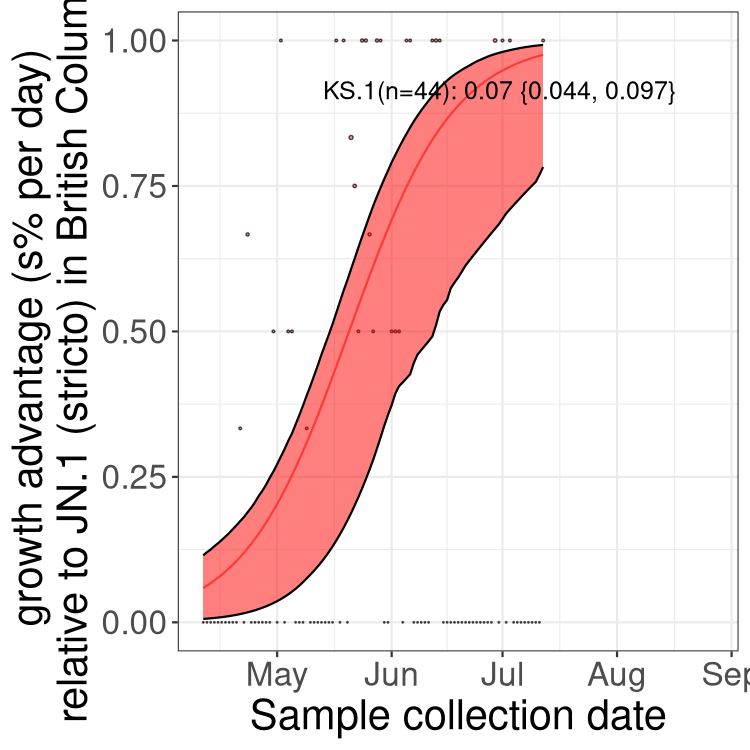 growth advantage (s% per day)
relative to JN.1 (stricto) in British Colum
1.00
0.75
0.50
0.25
0.00
KS.1(n=44): 0.07 {0.044, 0.097}
May Jun Jul Aug Sep
Sample collection date